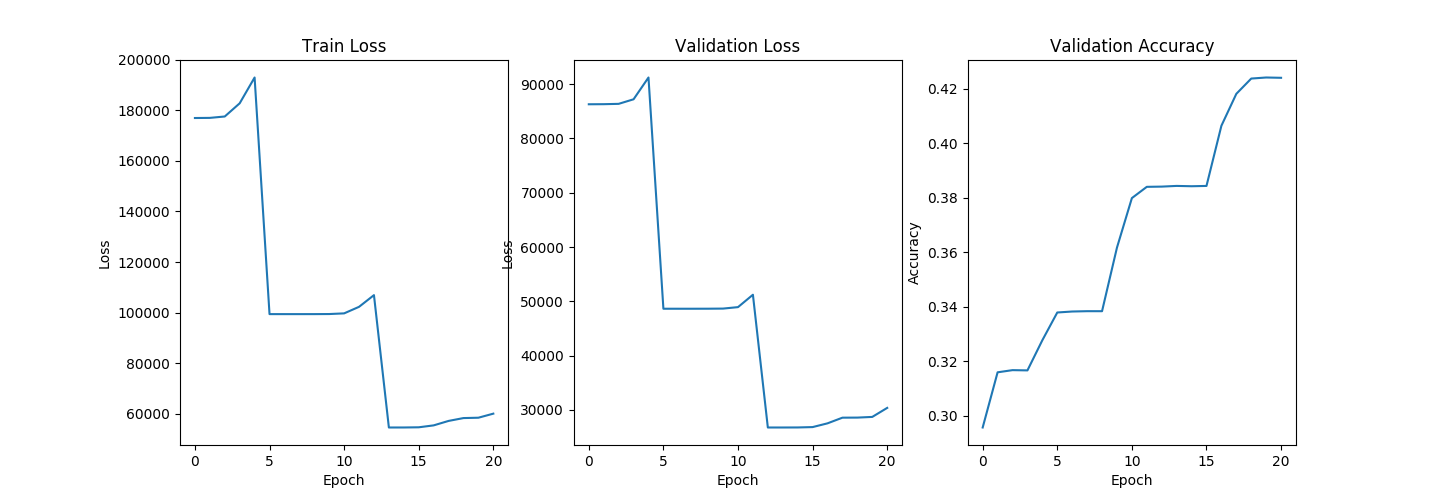 Train Loss
200000
180000
160000
140000
120000
100000
80000
60000
Loss
0 5 10 15 20
Epoch
Validation Loss
90000
80000
70000
60000
50000
40000
30000
Loss
0 5 10 15 20
Epoch
Validation Accuracy
0.42
0.40
0.38
0.36
0.34
0.32
0.30
Accuracy
0 5 10 15 20
Epoch